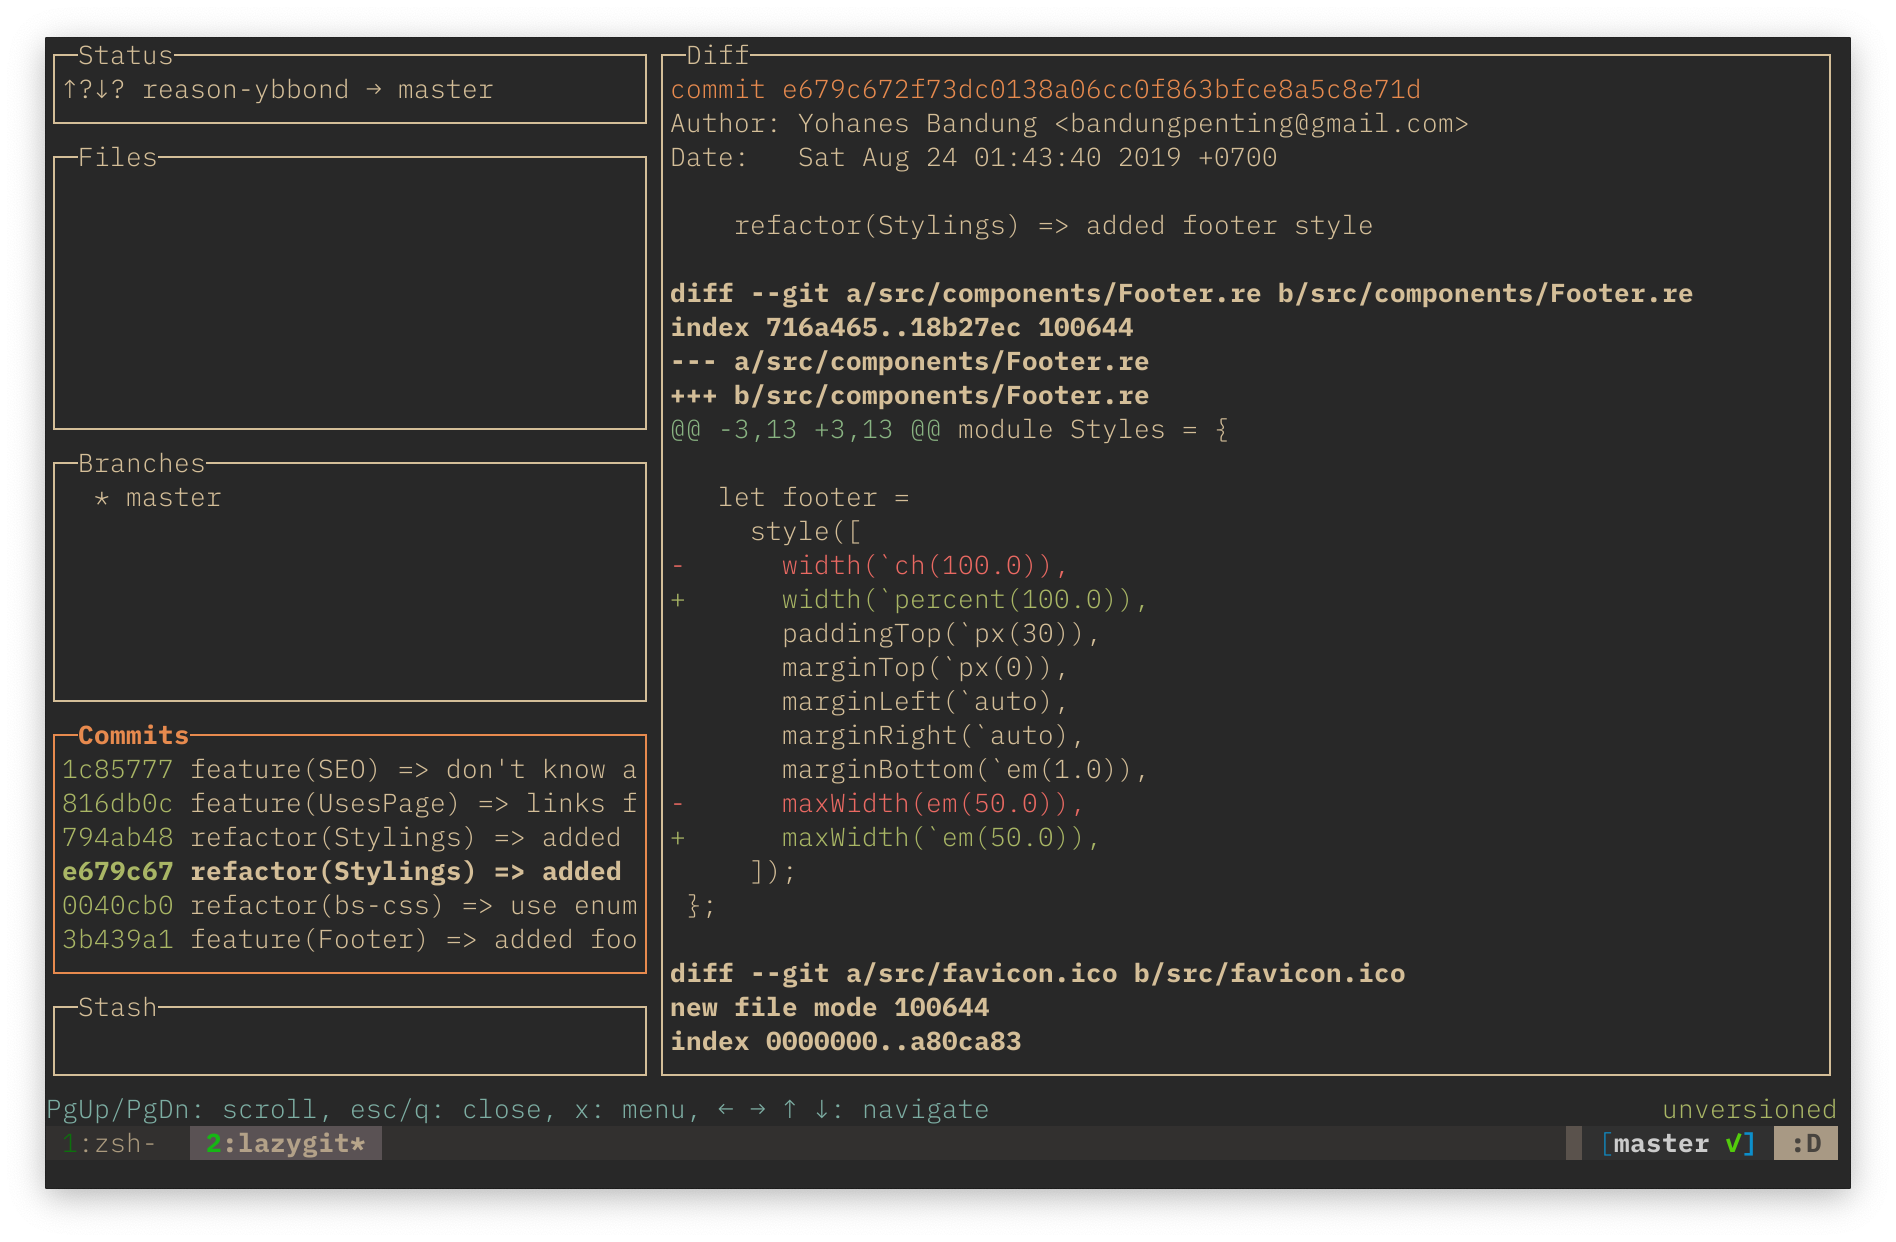 Status
↑?↓? reason-ybbond → master
Files
Branches
* master
Commits
1c85777 feature(SEO) => don't know a
816db0c feature(UsesPage) => links f
794ab48 refactor(Stylings) => added
e679c67 refactor(Stylings) => added
0040cb0 refactor(bs-css) => use enum
3b439a1 feature(Footer) => added foo
Stash
Diff
commit e679c672f73dc0138a06cc0f863bfce8a5c8e71d
Author: Yohanes Bandung <bandungpenting@gmail.com>
Date:   Sat Aug 24 01:43:40 2019 +0700
refactor(Stylings) => added footer style
diff --git a/src/components/Footer.re b/src/components/Footer.re
index 716a465..18b27ec 100644
--- a/src/components/Footer.re
+++ b/src/components/Footer.re
@@ -3,13 +3,13 @@ module Styles = {
let footer =
style([
-      width(`ch(100.0)),
+      width(`percent(100.0)),
paddingTop(`px(30)),
marginTop(`px(0)),
marginLeft(`auto),
marginRight(`auto),
marginBottom(`em(1.0)),
-      maxWidth(em(50.0)),
+      maxWidth(`em(50.0)),
]);
};
diff --git a/src/favicon.ico b/src/favicon.ico
new file mode 100644
index 0000000..a80ca83
PgUp/PgDn: scroll, esc/q: close, x: menu, ← → ↑ ↓: navigate
unversioned
1:zsh-  2:lazygit*
[master √] :D